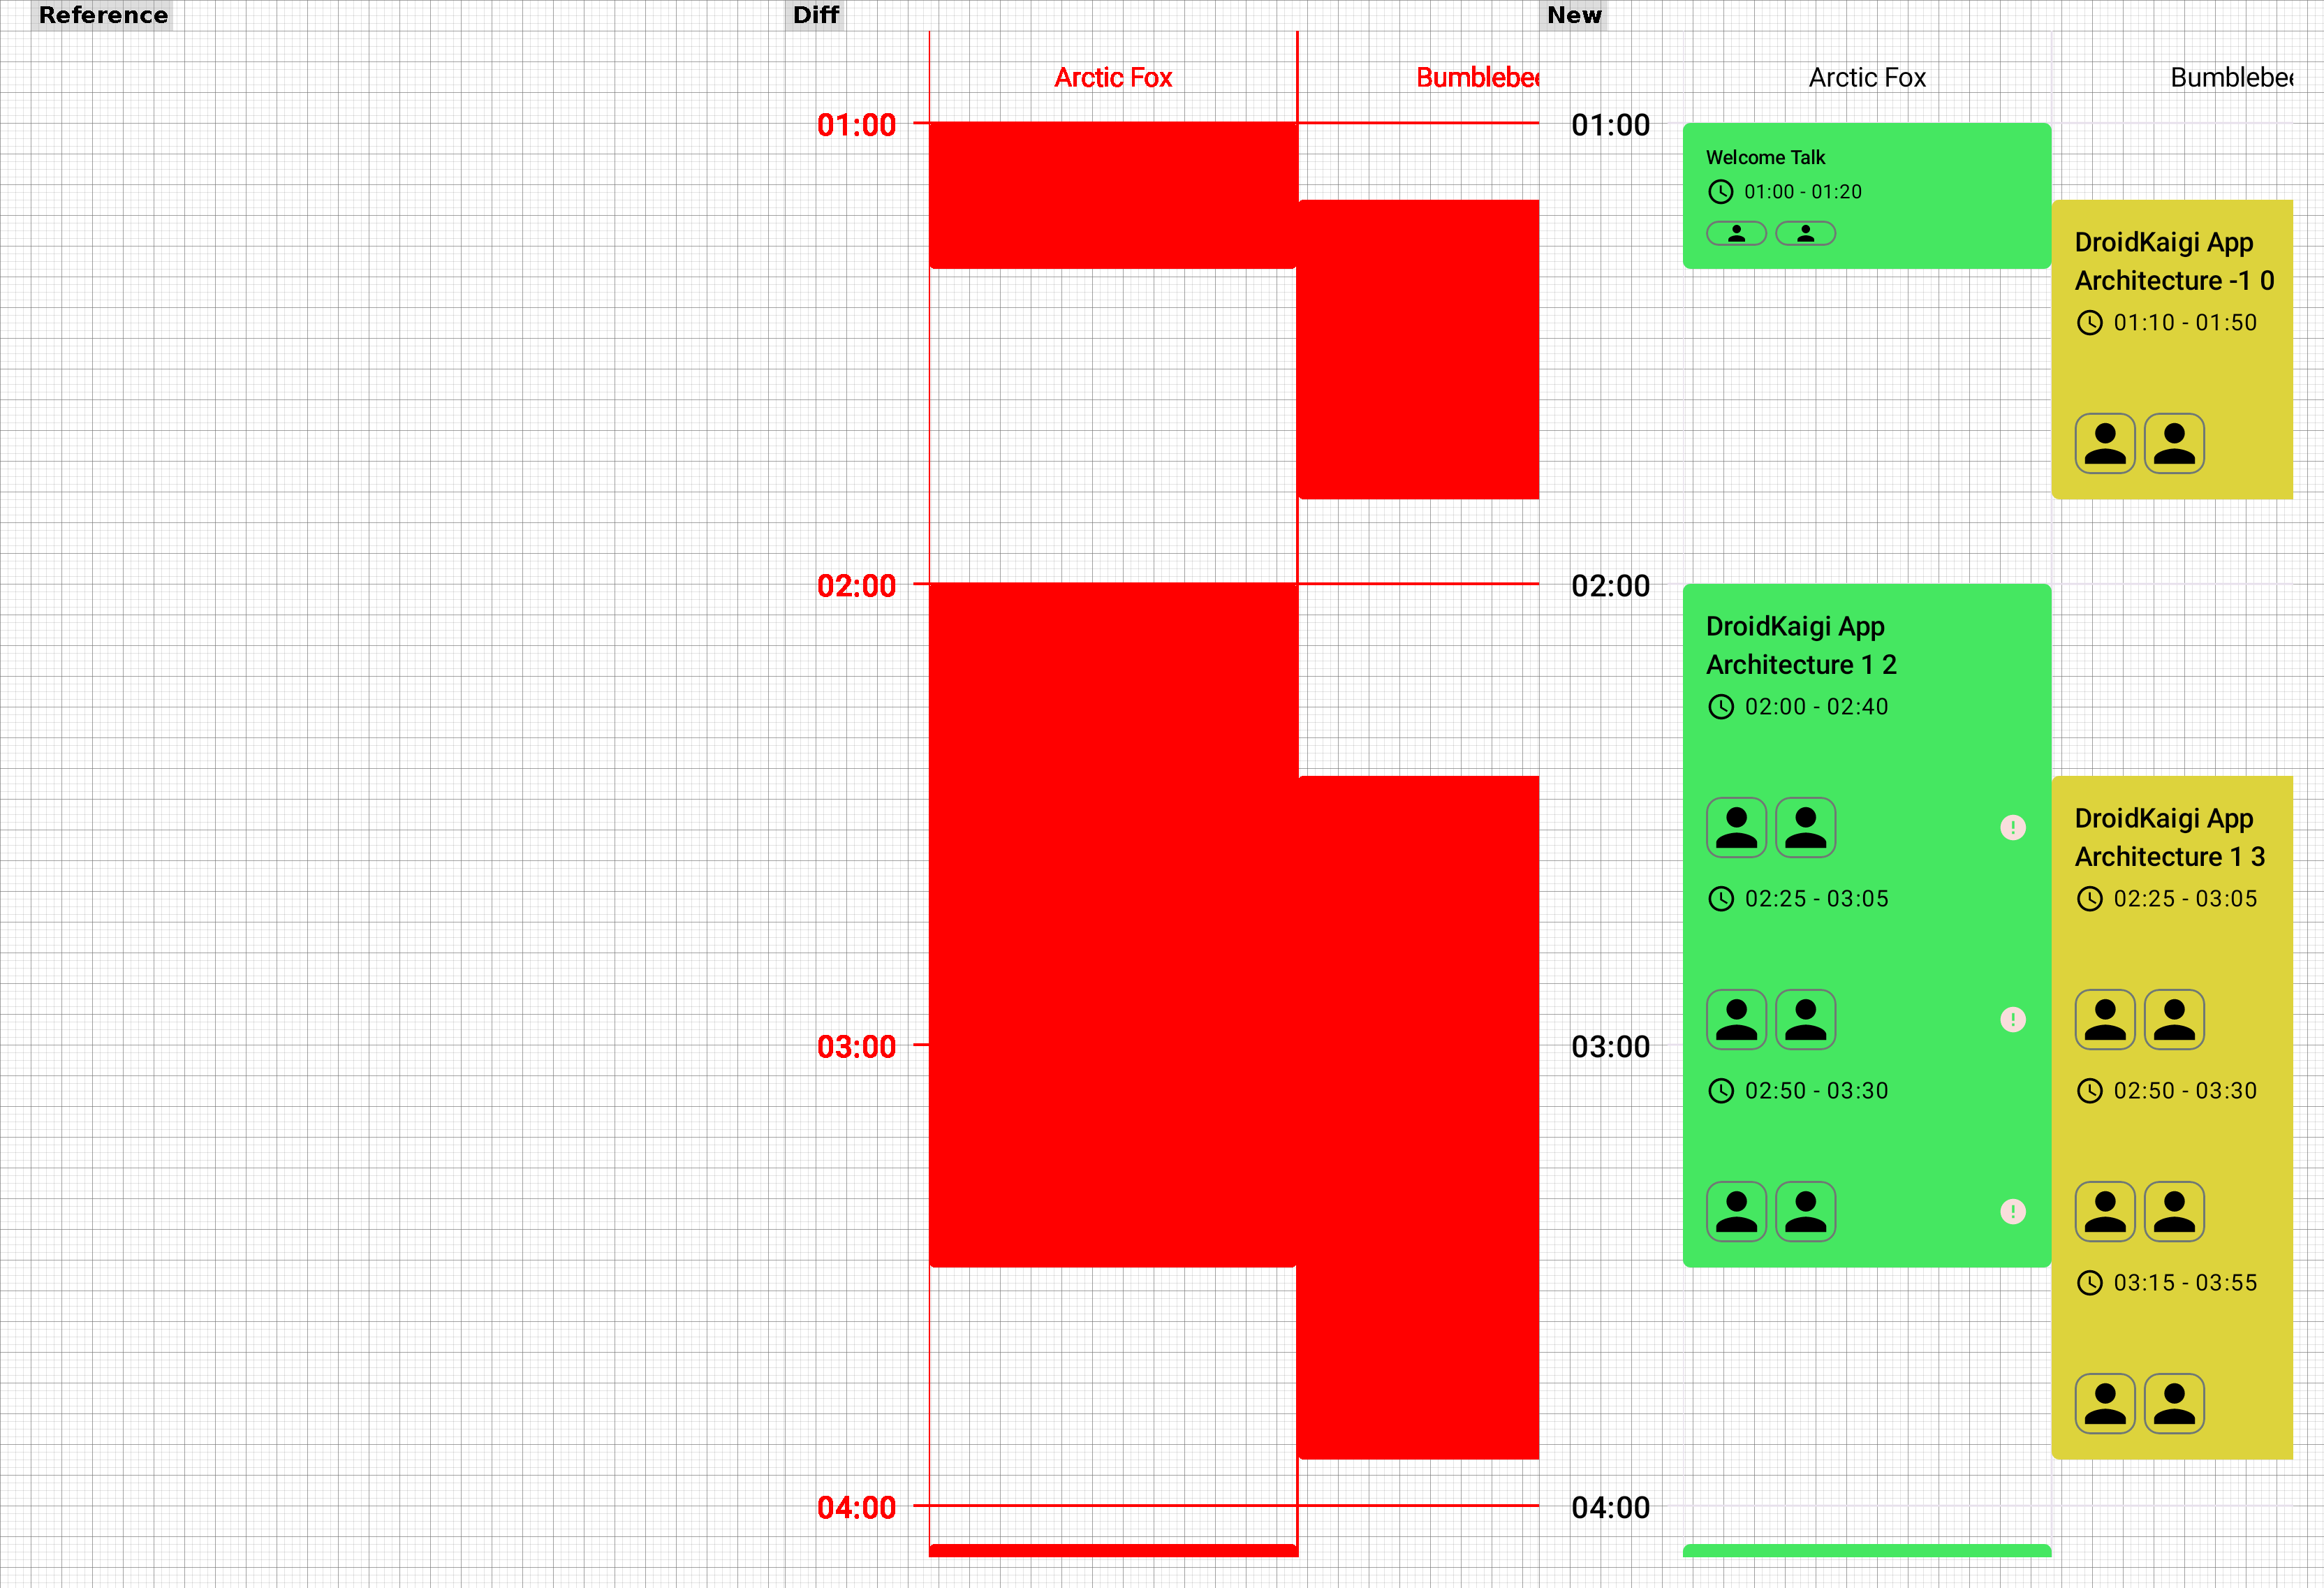 Reference
Diff
Arctic Fox
Bumblebee
01:00
02:00
03:00
04:00
New
Arctic Fox
Bumblebee
01:00
Welcome Talk
01:00 - 01:20
DroidKaigi App
Architecture -1 0
01:10 - 01:50
02:00
DroidKaigi App
Architecture 1 2
02:00 - 02:40
02:25 - 03:05
02:50 - 03:30
DroidKaigi App
Architecture 1 3
02:25 - 03:05
02:50 - 03:30
03:15 - 03:55
03:00
04:00